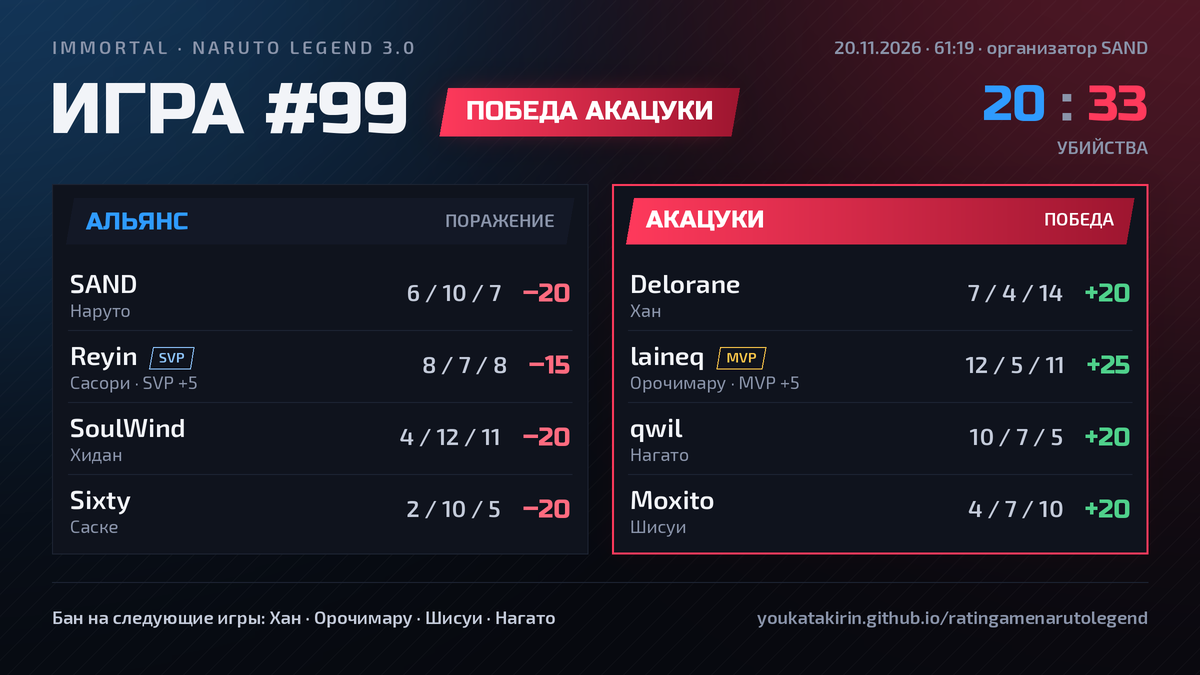 IMMORTAL · NARUTO LEGEND 3.0
20.11.2026 · 61:19 · организатор SAND
ИГРА #99
ПОБЕДА АКАЦУКИ
20 : 33
УБИЙСТВА
АЛЬЯНС
ПОРАЖЕНИЕ
SAND
6 / 10 / 7 −20
Наруто
Reyin SVP
8 / 7 / 8 −15
Сасори · SVP +5
SoulWind
4 / 12 / 11 −20
Хидан
Sixty
2 / 10 / 5 −20
Саске
АКАЦУКИ
ПОБЕДА
Delorane
7 / 4 / 14 +20
Хан
laineq MVP
12 / 5 / 11 +25
Орочимару · MVP +5
qwil
10 / 7 / 5 +20
Нагато
Moxito
4 / 7 / 10 +20
Шисуи
Бан на следующие игры: Хан · Орочимару · Шисуи · Нагато
youkatakirin.github.io/ratingamenarutolegend